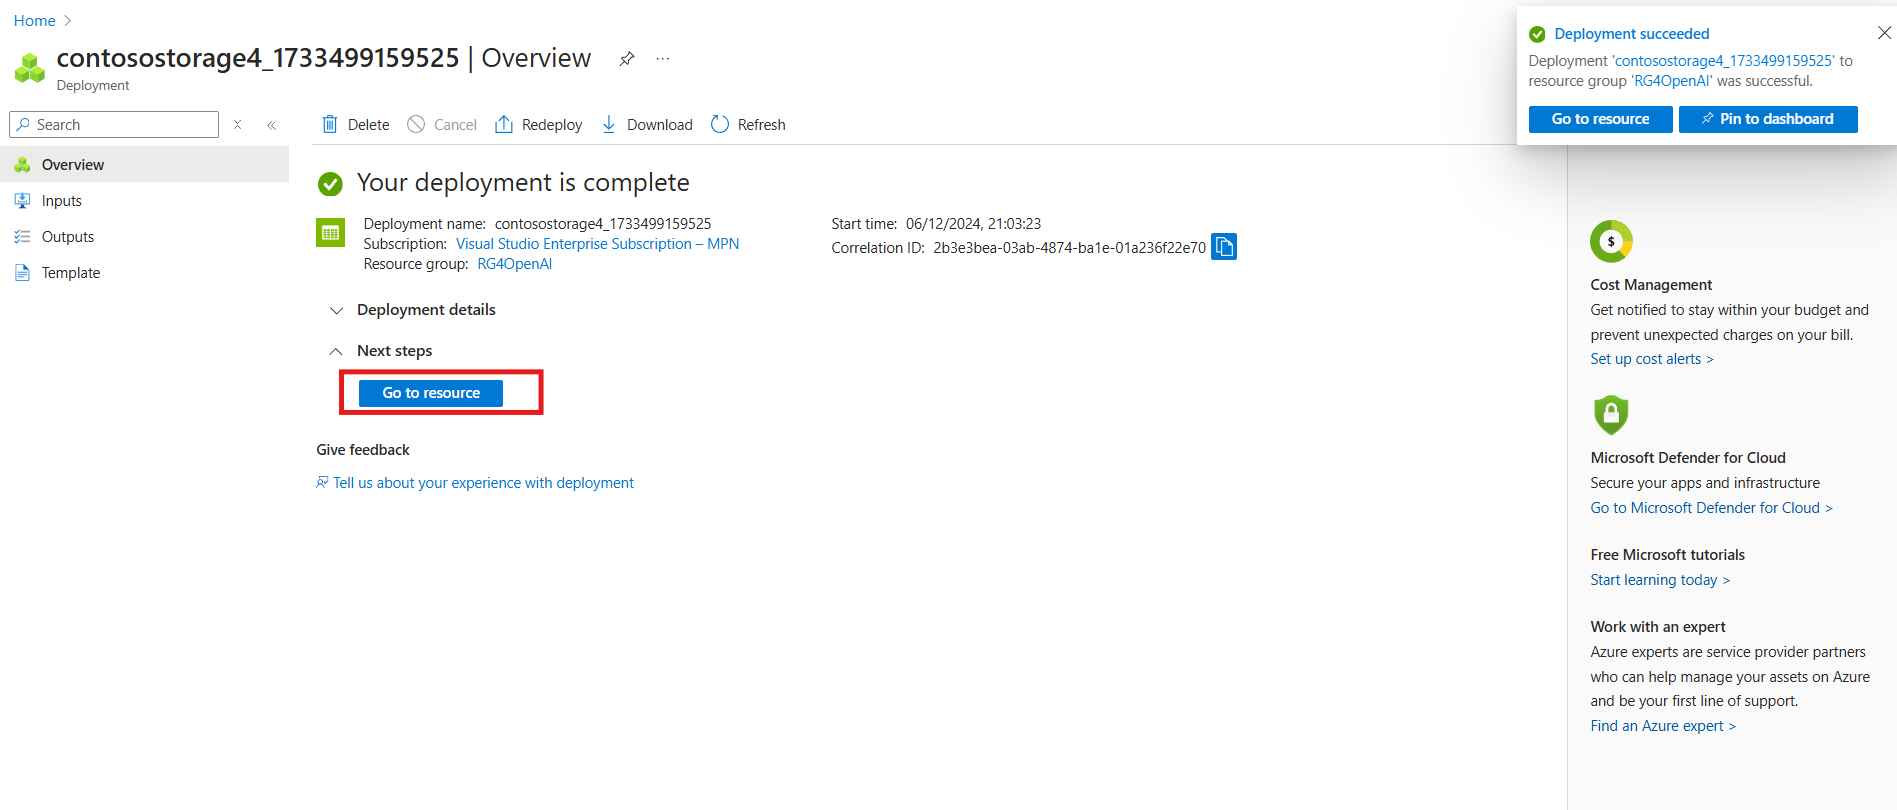 Home >
contosostorage4_1733499159525 | Overview
Deployment
Search
Overview
Inputs
Outputs
Template
Delete
Cancel
Redeploy
Download
Refresh
Your deployment is complete
Deployment name: contosostorage4_1733499159525
Subscription: Visual Studio Enterprise Subscription – MPN
Resource group: RG4OpenAI
Start time: 06/12/2024, 21:03:23
Correlation ID: 2b3e3bea-03ab-4874-ba1e-01a236f22e70
Deployment details
Next steps
Go to resource
Give feedback
Tell us about your experience with deployment
Deployment succeeded
Deployment 'contosostorage4_1733499159525' to
resource group 'RG4OpenAI' was successful.
Go to resource
Pin to dashboard
$
Cost Management
Get notified to stay within your budget and
prevent unexpected charges on your bill.
Set up cost alerts >
Microsoft Defender for Cloud
Secure your apps and infrastructure
Go to Microsoft Defender for Cloud >
Free Microsoft tutorials
Start learning today >
Work with an expert
Azure experts are service provider partners
who can help manage your assets on Azure
and be your first line of support.
Find an Azure expert >